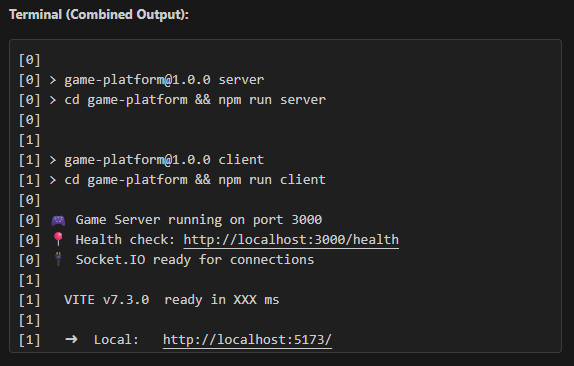 Terminal (Combined Output):
[0]
[0] > game-platform@1.0.0 server
[0] > cd game-platform && npm run server
[0]
[1]
[1] > game-platform@1.0.0 client
[1] > cd game-platform && npm run client
[0]
[0] 🎮 Game Server running on port 3000
[0] 📍 Health check: http://localhost:3000/health
[0] 🔌 Socket.IO ready for connections
[1]
[1]   VITE v7.3.0  ready in XXX ms
[1]
[1]   ➜  Local:   http://localhost:5173/